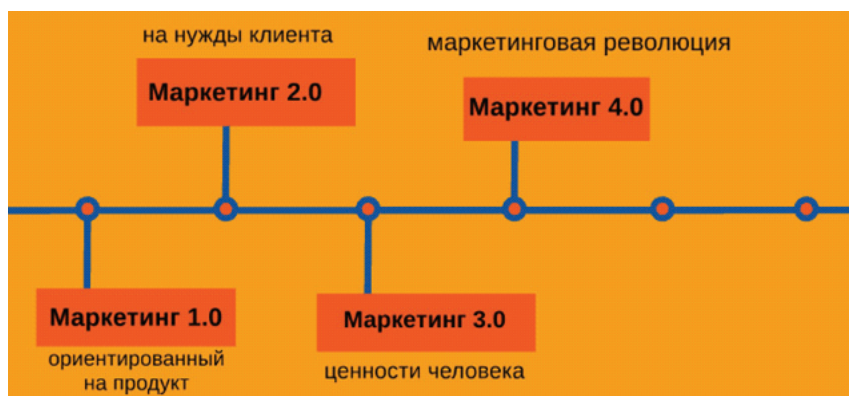 на нужды клиента
Маркетинг 2.0
маркетинговая революция
Маркетинг 4.0
Маркетинг 1.0
ориентированный
на продукт
Маркетинг 3.0
ценности человека